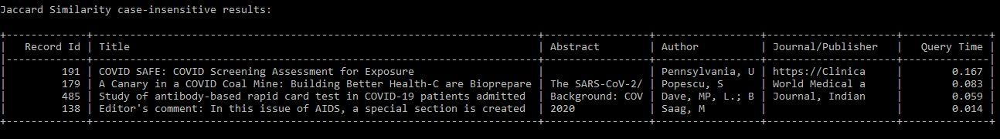 Jaccard Similarity case-insensitive results:
+-------------+-----------------------------------------------------------------------+----------------+----------------+---------------------+--------------+
| Record Id | Title | Abstract | Author | Journal/Publisher | Query Time |
|-------------+-----------------------------------------------------------------------+----------------+----------------+---------------------+--------------|
| 191 | COVID SAFE: COVID Screening Assessment for Exposure | | Pennsylvania, U | https://Clinica | 0.167 |
| 179 | A Canary in a COVID Coal Mine: Building Better Health-C are Bioprepare | The SARS-CoV-2/ | Popescu, S | World Medical a | 0.083 |
| 485 | Study of antibody-based rapid card test in COVID-19 patients admitted | Background: COV | Dave, MP, L.; B | Journal, Indian | 0.059 |
| 138 | Editor's comment: In this issue of AIDS, a special section is created | 2020 | Saag, M | | 0.014 |
+-------------+-----------------------------------------------------------------------+----------------+----------------+---------------------+--------------+